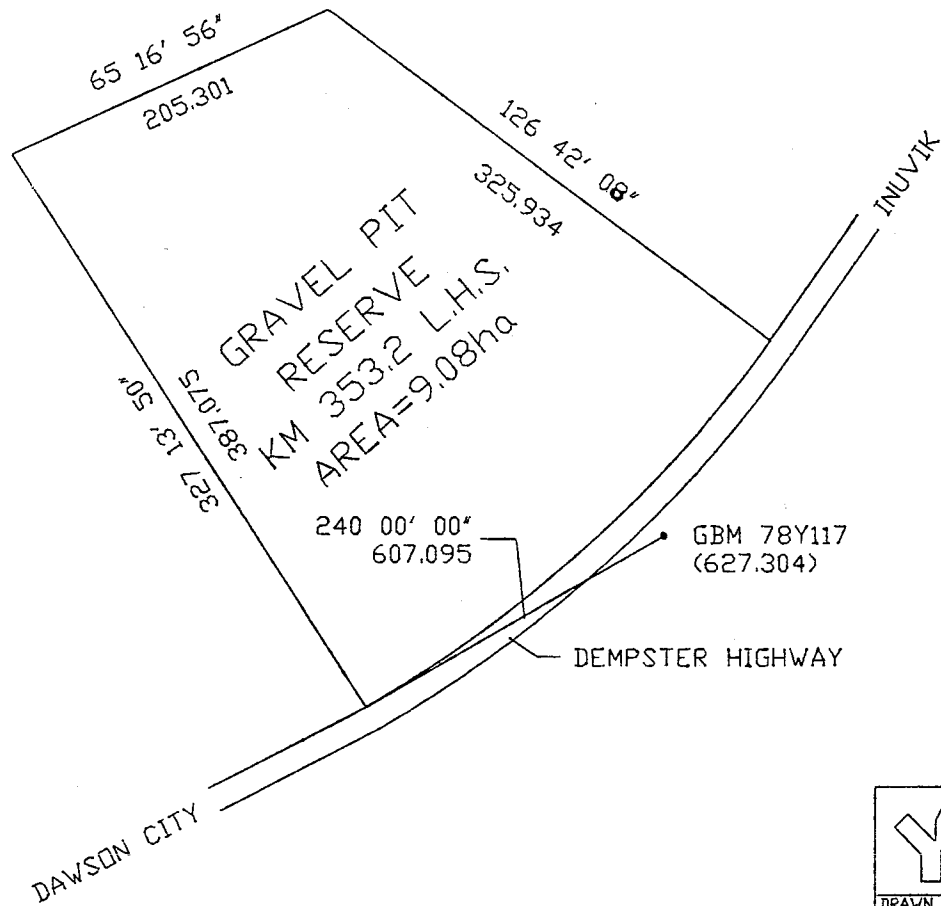 65 16' 56"
205.301
126 42' 08"
325.934
INUVIK
GRAVEL PIT
RESERVE
KM 353.2 L.H.S.
AREA=9.08ha
327 13' 50"
387.075
240 00' 00"
607.095
GBM 78Y117
(627.304)
DEMPSTER HIGHWAY
DAWSON CITY
DRAWN